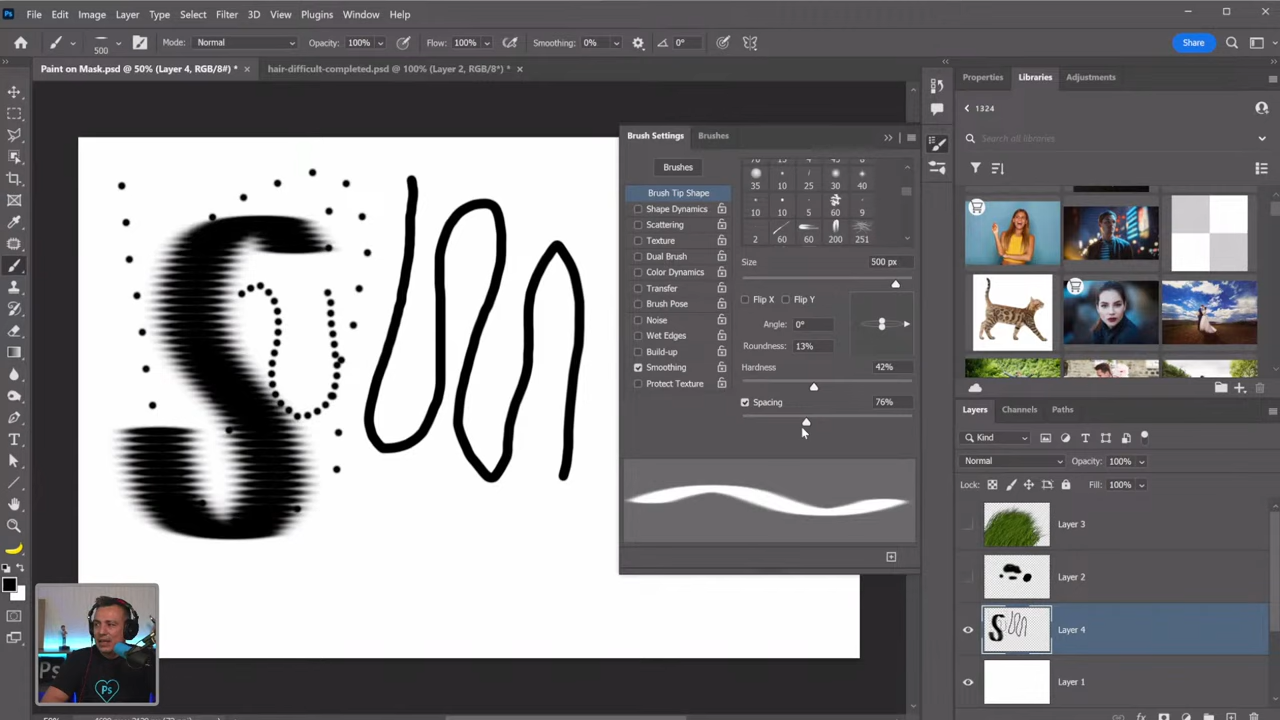 Ps File Edit Image Layer Type Select Filter 3D View Plugins Window Help
500 Mode: Normal Opacity: 100% Flow: 100% Smoothing: 0% 0° Share
Paint on Mask.psd @ 50% (Layer 4, RGB/8#) * × hair-difficult-completed.psd @ 100% (Layer 2, RGB/8*) * ×
Properties Libraries Adjustments
1324
Search all libraries
Brush Settings Brushes
Brushes
Brush Tip Shape
Shape Dynamics
Scattering
Texture
Dual Brush
Color Dynamics
Transfer
Brush Pose
Noise
Wet Edges
Build-up
Smoothing
Protect Texture
35 10 25 30 40
10 10 5 60 9
2 60 60 200 251
Size 500 px
Flip X Flip Y
Angle: 0°
Roundness: 13%
Hardness 42%
Spacing 76%
Layers Channels Paths
Kind
Normal Opacity: 100%
Lock: Fill: 100%
Layer 3
Layer 2
Layer 4
Layer 1
Ps
Ps